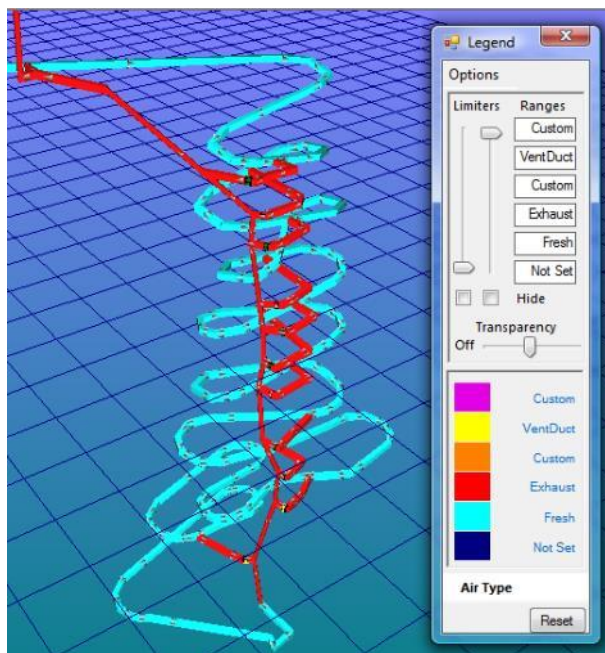 Legend
Options
Limiters Ranges
Custom
VentDuct
Custom
Exhaust
Fresh
Not Set
Hide
Transparency
Off
Custom
VentDuct
Custom
Exhaust
Fresh
Not Set
Air Type
Reset